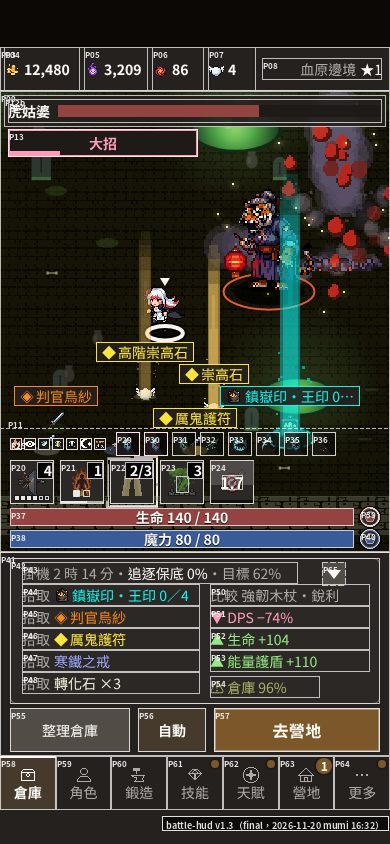 P04 12,480
P05 3,209
P06 86
P07 4
P08 血原邊境 ★1
虎姑婆
P13 大招
◆高階崇高石
◆崇高石
◈判官烏紗
鎮嶽印・王印 0⋯
◆厲鬼護符
P11
P29 P30 P31 P32 P33 P34 P35 P36
P20 4
P21 1
P22 2/3
P23 3
P24 1.7
P37 生命 140 / 140 P39
P38 魔力 80 / 80 P40
P41
掛機 2 時 14 分・追逐保底 0%・目標 62%
拾取 鎮嶽印・王印 0／4
P50 比較 強韌木杖・銳利
拾取 ◈判官烏紗
P51 ▼DPS −74%
拾取 ◆厲鬼護符
P52 ▲生命 +104
P47 拾取 寒鐵之戒
P53 ▲能量護盾 +110
P48 拾取 轉化石 ×3
P54 倉庫 96%
P55 整理倉庫
P56 自動
P57 去營地
P58 倉庫
P59 角色
P60 鍛造
P61 技能
P62 天賦
P63 1 營地
P64 更多
battle-hud v1.3 (final，2026-11-20 mumi 16:32)